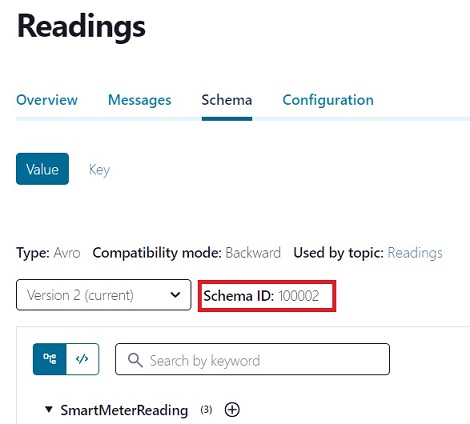 Readings
Overview Messages Schema Configuration
Value Key
Type: Avro Compatibility mode: Backward Used by topic: Readings
Version 2 (current) Schema ID: 100002
</> Search by keyword
SmartMeterReading (3)